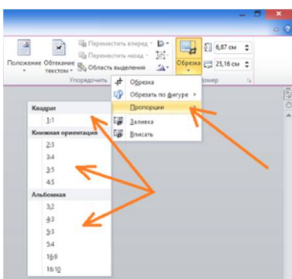 Переместить вперед
Переместить назад
Область выделения
Положение
Обтекание текстом
Упорядочить
Обрезка
6,87 см
23,16 см
Размер
Обрезка
Обрезать по фигуре
Пропорции
Заливка
Вписать
Квадрат
1:1
Книжная ориентация
2:3
3:4
3:5
4:5
Альбомная
3:2
4:3
5:3
5:4
16:9
16:10